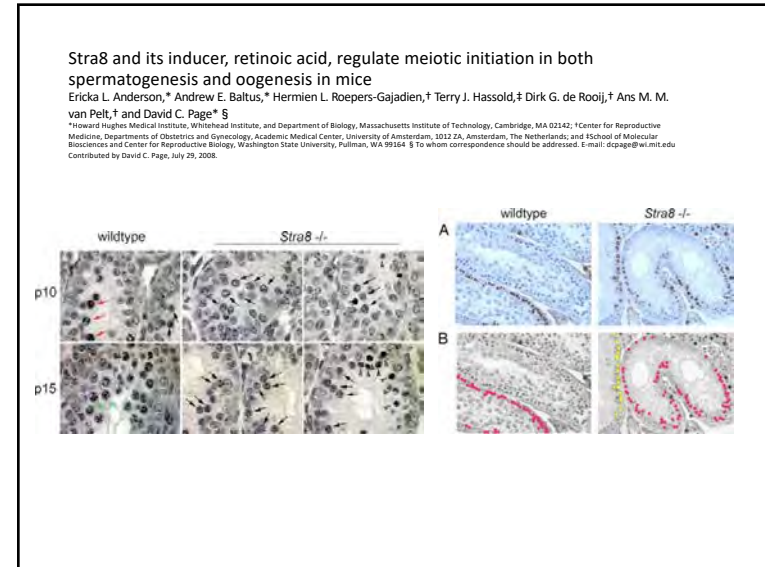 Stra8 and its inducer, retinoic acid, regulate meiotic initiation in both
spermatogenesis and oogenesis in mice
Ericka L. Anderson,* Andrew E. Baltus,* Hermien L. Roepers-Gajadien,† Terry J. Hassold,‡ Dirk G. de Rooij,† Ans M. M.
van Pelt,† and David C. Page* §
*Howard Hughes Medical Institute, Whitehead Institute, and Department of Biology, Massachusetts Institute of Technology, Cambridge, MA 02142; †Center for Reproductive
Medicine, Departments of Obstetrics and Gynecology, Academic Medical Center, University of Amsterdam, 1012 ZA, Amsterdam, The Netherlands; and ‡School of Molecular
Biosciences and Center for Reproductive Biology, Washington State University, Pullman, WA 99164 § To whom correspondence should be addressed. E-mail: dcpage@wi.mit.edu
Contributed by David C. Page, July 29, 2008.
wildtype Stra8 -/-
p10
p15
wildtype Stra8 -/-
A
B